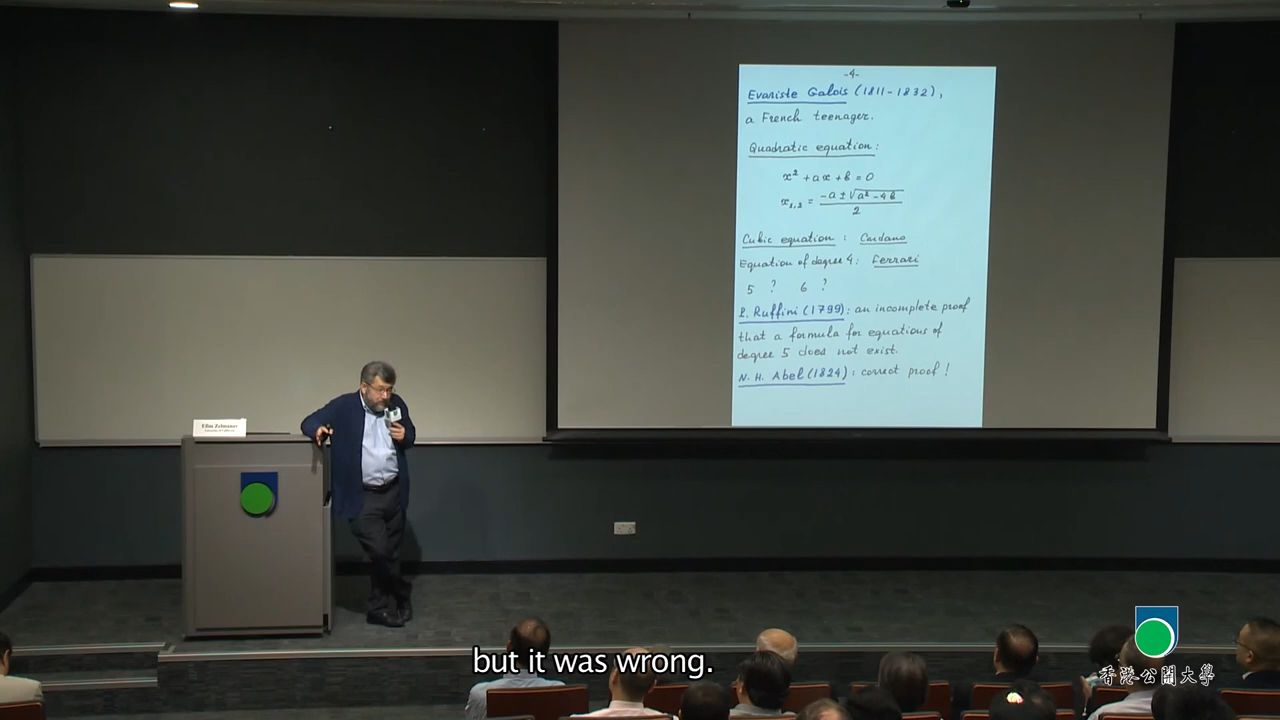 -4-
Evariste Galois (1811-1832),
a French teenager.
Quadratic equation:
x² + ax + b = 0
x₁,₂ = (-a ± √(a² - 4b)) / 2
Cubic equation : Cardano
Equation of degree 4: Ferrari
5 ? 6 ?
P. Ruffini (1799): an incomplete proof
that a formula for equations of
degree 5 does not exist.
N. H. Abel (1824): correct proof!
Efim Zelmanov
but it was wrong.
香港公開大學